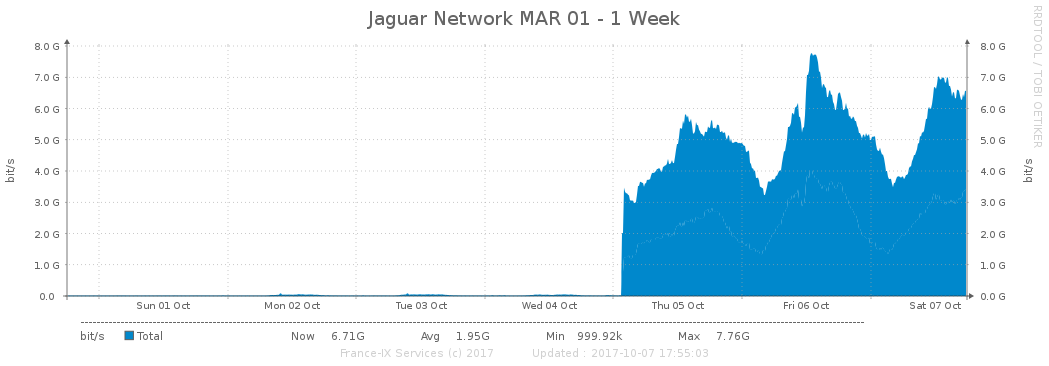 Jaguar Network MAR 01 - 1 Week
RRDTOOL / TOBI OETIKER
bit/s
8.0 G
7.0 G
6.0 G
5.0 G
4.0 G
3.0 G
2.0 G
1.0 G
0.0
8.0 G
7.0 G
6.0 G
5.0 G
4.0 G
3.0 G
2.0 G
1.0 G
0.0 G
bit/s
Sun 01 Oct Mon 02 Oct Tue 03 Oct Wed 04 Oct Thu 05 Oct Fri 06 Oct Sat 07 Oct
bit/s Total Now 6.71G Avg 1.95G Min 999.92k Max 7.76G
France-IX Services (c) 2017 Updated : 2017-10-07 17:55:03